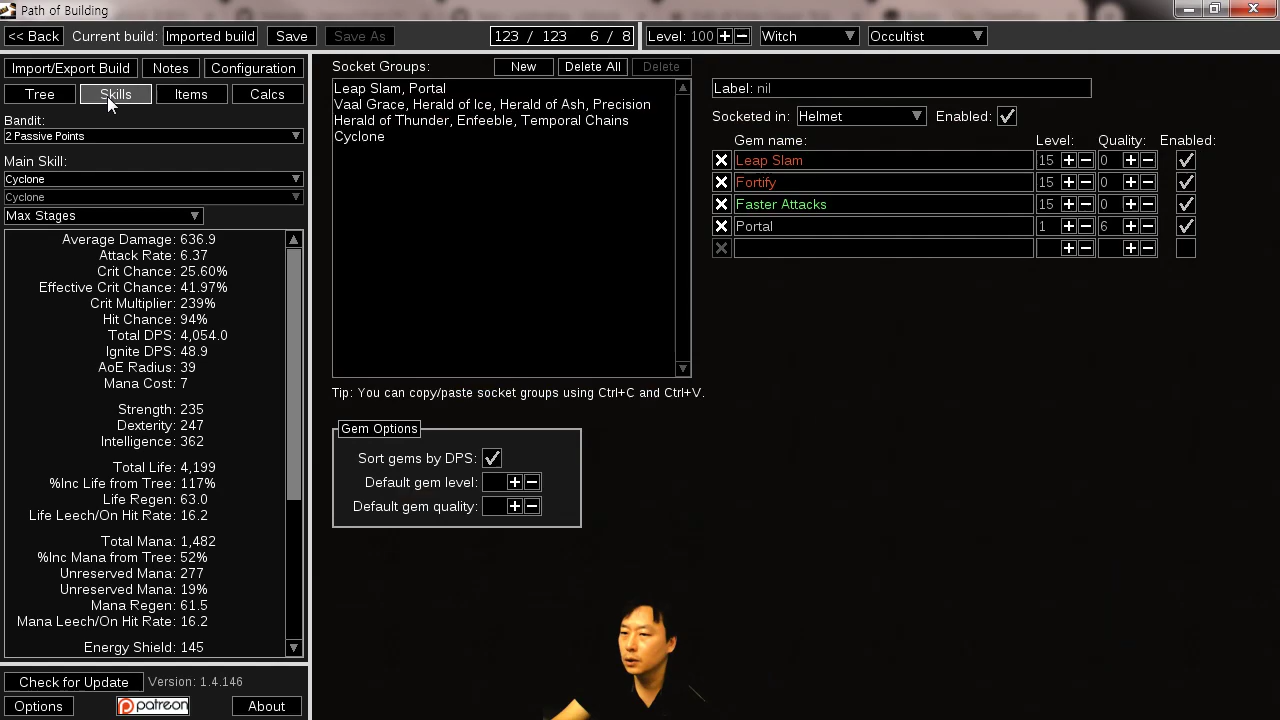 Path of Building
<< Back
Current build: Imported build
Save
Save As
123 / 123 6 / 8
Level: 100 + −
Witch
Occultist
Import/Export Build
Notes
Configuration
Tree
Skills
Items
Calcs
Bandit:
2 Passive Points
Main Skill:
Cyclone
Cyclone
Max Stages
Average Damage: 636.9
Attack Rate: 6.37
Crit Chance: 25.60%
Effective Crit Chance: 41.97%
Crit Multiplier: 239%
Hit Chance: 94%
Total DPS: 4,054.0
Ignite DPS: 48.9
AoE Radius: 39
Mana Cost: 7
Strength: 235
Dexterity: 247
Intelligence: 362
Total Life: 4,199
%Inc Life from Tree: 117%
Life Regen: 63.0
Life Leech/On Hit Rate: 16.2
Total Mana: 1,482
%Inc Mana from Tree: 52%
Unreserved Mana: 277
Unreserved Mana: 19%
Mana Regen: 61.5
Mana Leech/On Hit Rate: 16.2
Energy Shield: 145
Check for Update
Version: 1.4.146
Options
patreon
About
Socket Groups:
New
Delete All
Delete
Leap Slam, Portal
Vaal Grace, Herald of Ice, Herald of Ash, Precision
Herald of Thunder, Enfeeble, Temporal Chains
Cyclone
Tip: You can copy/paste socket groups using Ctrl+C and Ctrl+V.
Gem Options
Sort gems by DPS:
Default gem level: + −
Default gem quality: + −
Label: nil
Socketed in: Helmet
Enabled:
Gem name: Level: Quality: Enabled:
Leap Slam 15 + − 0 + −
Fortify 15 + − 0 + −
Faster Attacks 15 + − 0 + −
Portal 1 + − 6 + −
+ − + −